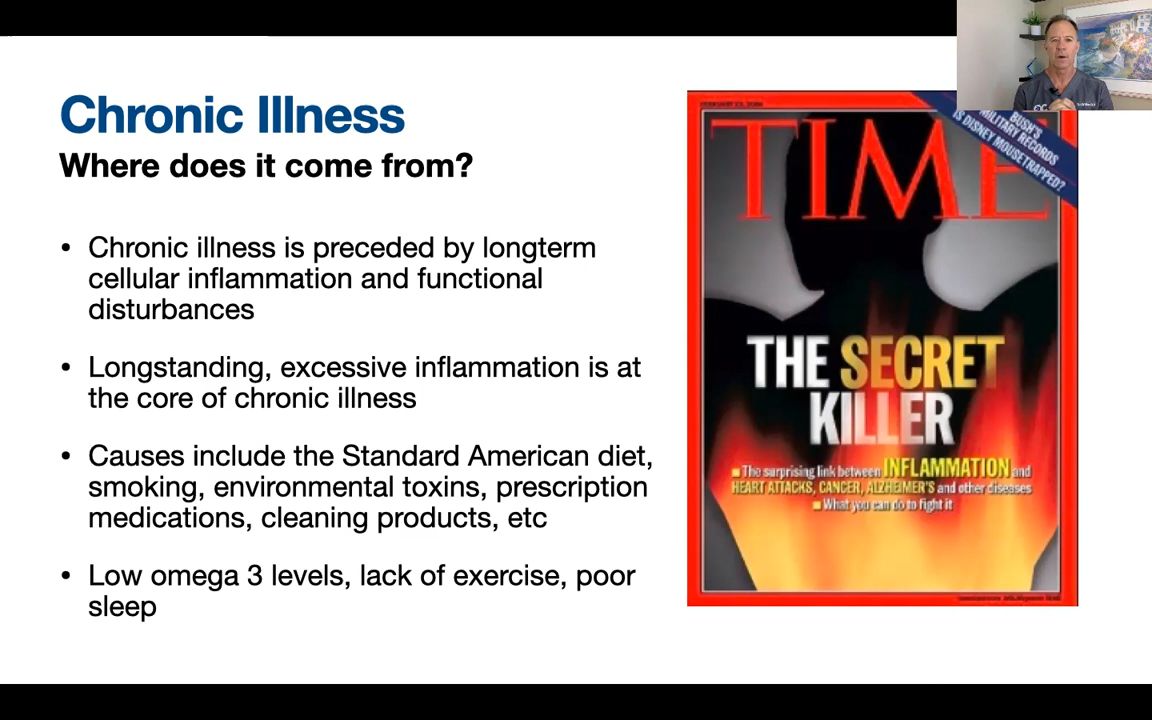 Chronic Illness
Where does it come from?
• Chronic illness is preceded by longterm
cellular inflammation and functional
disturbances
• Longstanding, excessive inflammation is at
the core of chronic illness
• Causes include the Standard American diet,
smoking, environmental toxins, prescription
medications, cleaning products, etc
• Low omega 3 levels, lack of exercise, poor
sleep
BUSH'S
MILITARY RECORDS
IS DISNEY MOUSETRAPPED?
TIME
THE SECRET
KILLER
The surprising link between INFLAMMATION and
HEART ATTACKS, CANCER, ALZHEIMER'S and other diseases
What you can do to fight it